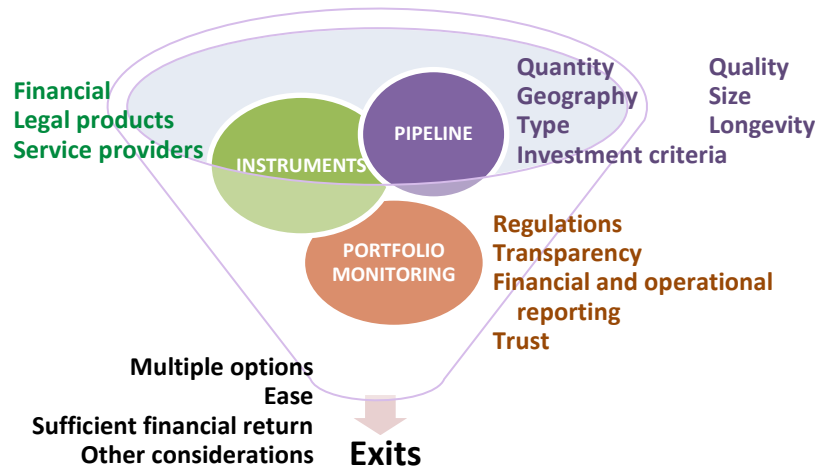 Financial
Legal products
Service providers
INSTRUMENTS
PIPELINE
Quantity
Geography
Type
Investment criteria
Quality
Size
Longevity
PORTFOLIO
MONITORING
Regulations
Transparency
Financial and operational
reporting
Trust
Multiple options
Ease
Sufficient financial return
Other considerations
Exits